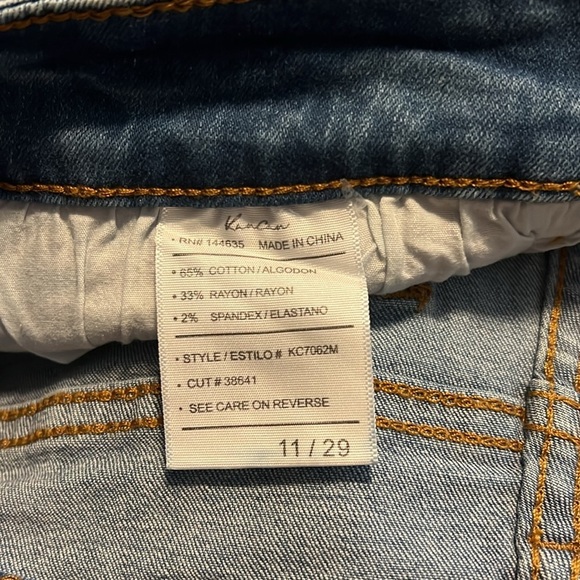 KanCan
• RN# 144635 MADE IN CHINA
• 65% COTTON / ALGODON
• 33% RAYON / RAYON
• 2% SPANDEX / ELASTANO
• STYLE / ESTILO # KC7062M
• CUT # 38641
• SEE CARE ON REVERSE
11 / 29